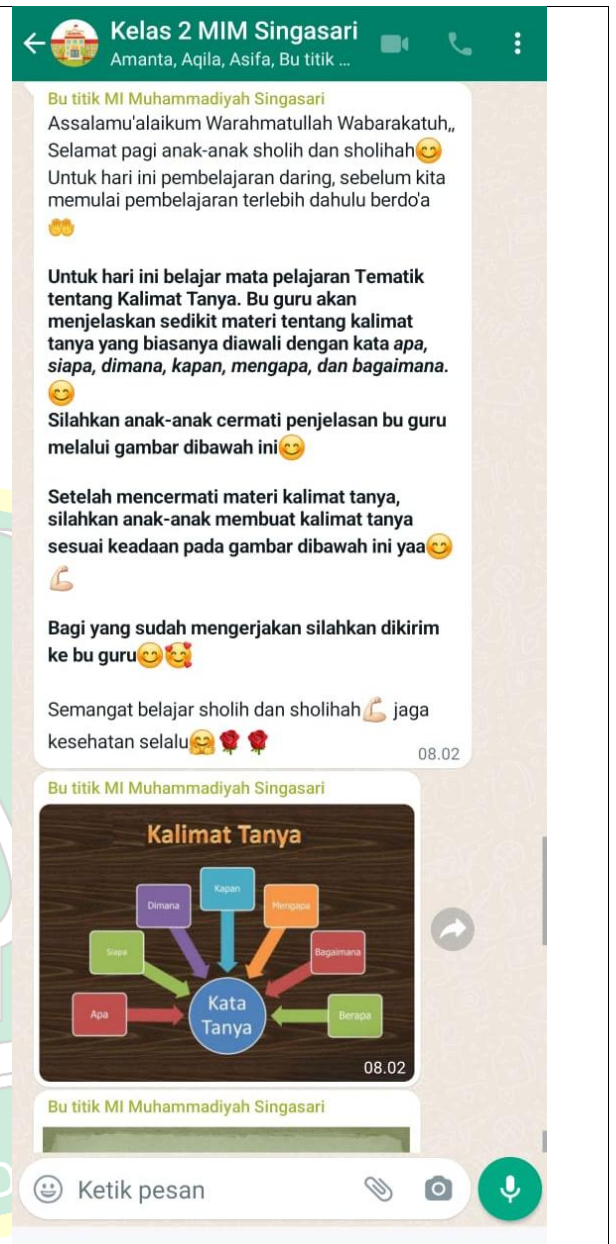 Kelas 2 MIM Singasari
Amanta, Aqila, Asifa, Bu titik ...
Bu titik MI Muhammadiyah Singasari
Assalamu'alaikum Warahmatullah Wabarakatuh,,
Selamat pagi anak-anak sholih dan sholihah😊
Untuk hari ini pembelajaran daring, sebelum kita
memulai pembelajaran terlebih dahulu berdo'a
🤲
Untuk hari ini belajar mata pelajaran Tematik
tentang Kalimat Tanya. Bu guru akan
menjelaskan sedikit materi tentang kalimat
tanya yang biasanya diawali dengan kata apa,
siapa, dimana, kapan, mengapa, dan bagaimana.
😊
Silahkan anak-anak cermati penjelasan bu guru
melalui gambar dibawah ini😊
Setelah mencermati materi kalimat tanya,
silahkan anak-anak membuat kalimat tanya
sesuai keadaan pada gambar dibawah ini yaa😊
💪🏻
Bagi yang sudah mengerjakan silahkan dikirim
ke bu guru😊🥰
Semangat belajar sholih dan sholihah💪🏻 jaga
kesehatan selalu🤗🌹🌹
08.02
Bu titik MI Muhammadiyah Singasari
Kalimat Tanya
Kapan
Dimana
Mengapa
Siapa
Bagaimana
Apa
Kata
Tanya
Berapa
08.02
Bu titik MI Muhammadiyah Singasari
Ketik pesan